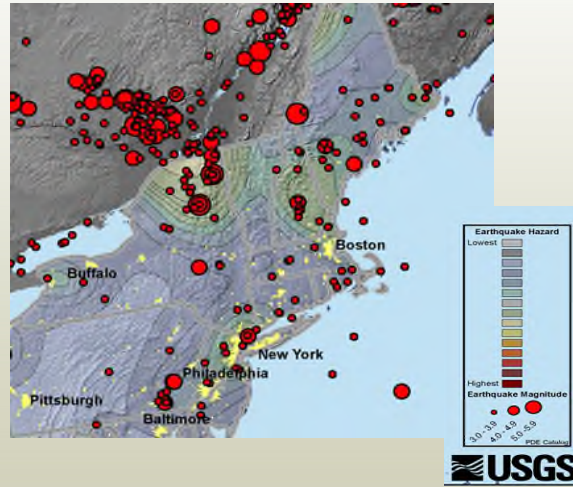 Boston
Buffalo
New York
Philadelphia
Pittsburgh
Baltimore
Earthquake Hazard
Lowest
Highest
Earthquake Magnitude
3.0 - 3.9
4.0 - 4.9
5.0 - 5.9
PDE Catalog
USGS